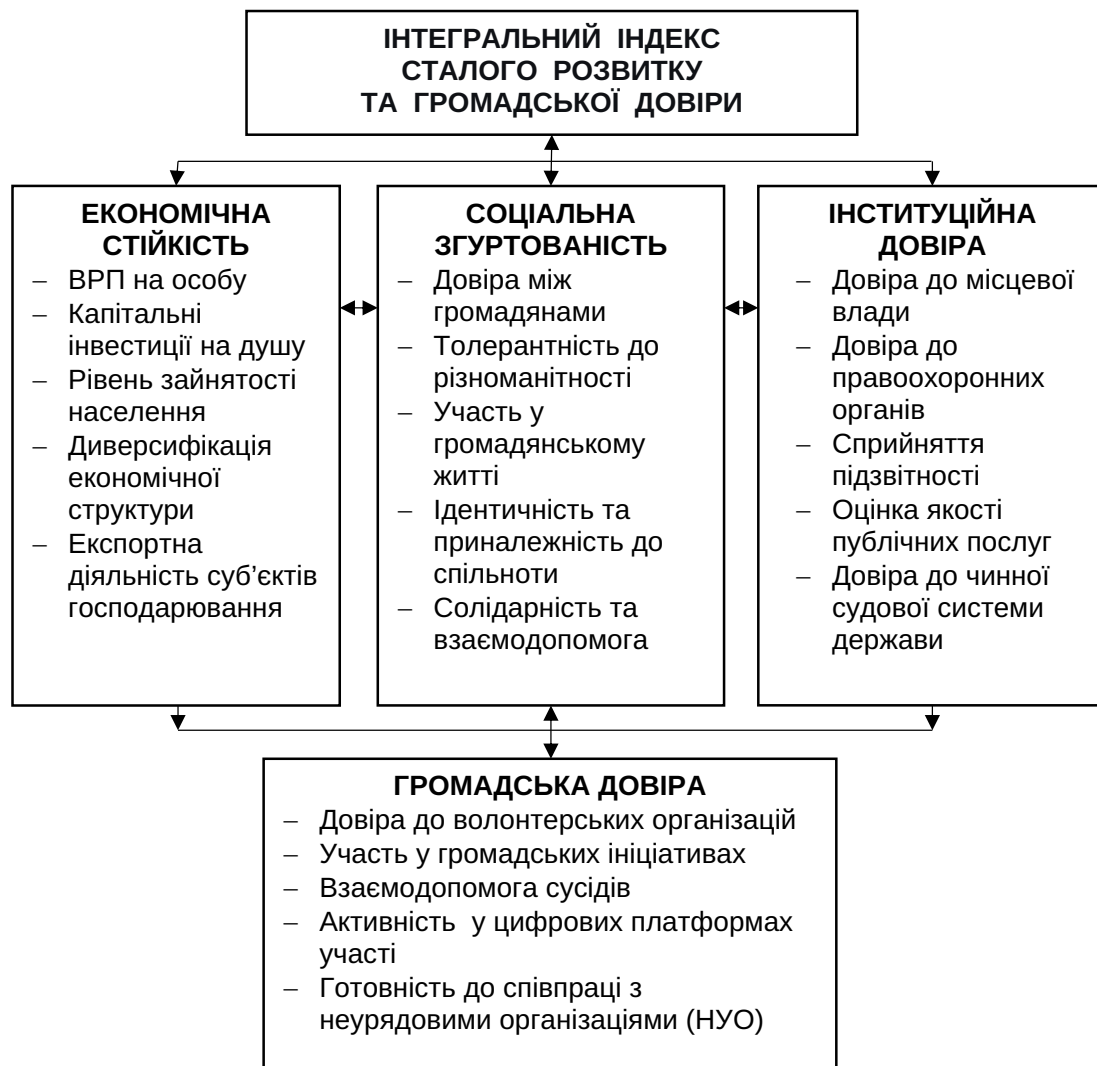 ІНТЕГРАЛЬНИЙ ІНДЕКС
СТАЛОГО РОЗВИТКУ
ТА ГРОМАДСЬКОЇ ДОВІРИ
ЕКОНОМІЧНА
СТІЙКІСТЬ
– ВРП на особу
– Капітальні
інвестиції на душу
– Рівень зайнятості
населення
– Диверсифікація
економічної
структури
– Експортна
діяльність суб’єктів
господарювання
СОЦІАЛЬНА
ЗГУРТОВАНІСТЬ
– Довіра між
громадянами
– Толерантність до
різноманітності
– Участь у
громадянському
житті
– Ідентичність та
приналежність до
спільноти
– Солідарність та
взаємодопомога
ІНСТИТУЦІЙНА
ДОВІРА
– Довіра до місцевої
влади
– Довіра до
правоохоронних
органів
– Сприйняття
підзвітності
– Оцінка якості
публічних послуг
– Довіра до чинної
судової системи
держави
ГРОМАДСЬКА ДОВІРА
– Довіра до волонтерських організацій
– Участь у громадських ініціативах
– Взаємодопомога сусідів
– Активність у цифрових платформах
участі
– Готовність до співпраці з
неурядовими організаціями (НУО)